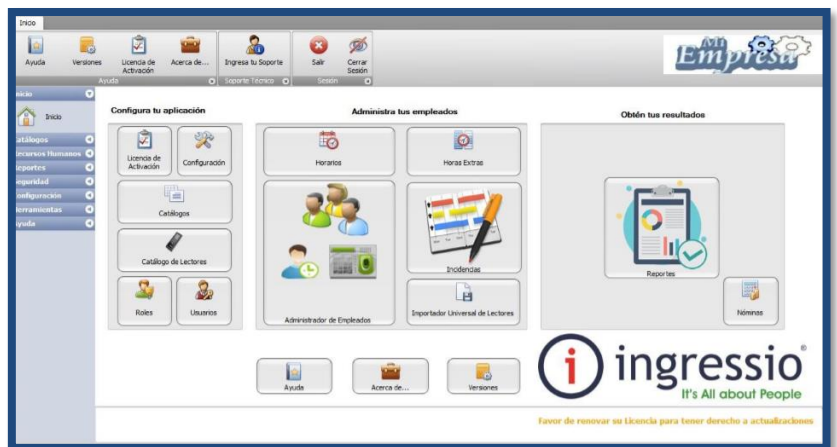 Inicio
Ayuda
Versiones
Licencia de Activación
Acerca de...
Ingresa tu Soporte
Salir
Cerrar Sesión
Mi
Empresa
Ayuda
Soporte Técnico
Sesión
Inicio
Inicio
Catálogos
Recursos Humanos
Reportes
Seguridad
Configuración
Herramientas
Ayuda
Configura tu aplicación
Licencia de Activación
Configuración
Catálogos
Catálogo de Lectores
Roles
Usuarios
Administra tus empleados
Horarios
Horas Extras
Administrador de Empleados
Incidencias
Importador Universal de Lectores
Obtén tus resultados
Reportes
Nóminas
Ayuda
Acerca de...
Versiones
i ingressio®
It's All about People
Favor de renovar su Licencia para tener derecho a actualizaciones